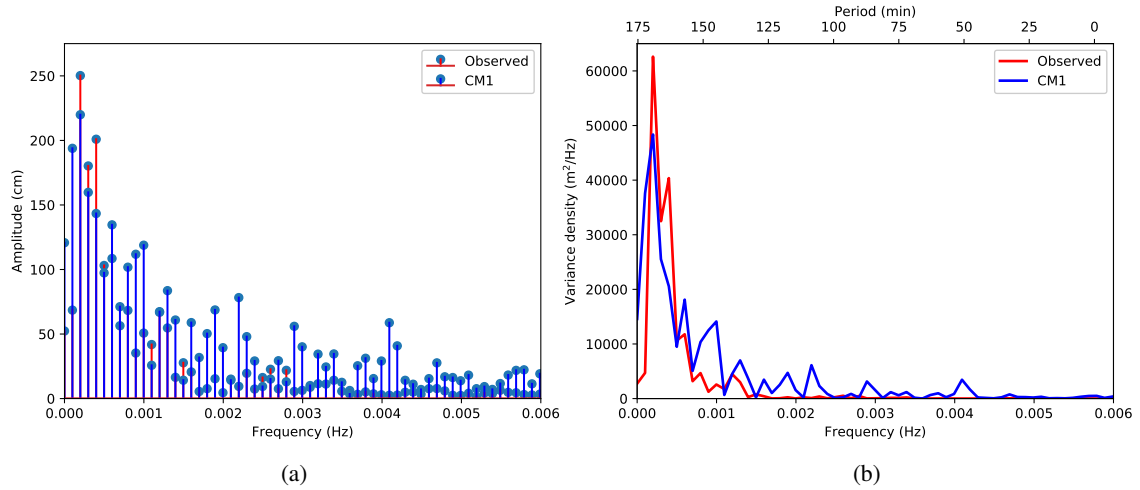 Observed
CM1
250
200
150
100
50
0
Amplitude (cm)
0.000 0.001 0.002 0.003 0.004 0.005 0.006
Frequency (Hz)
(a)
Period (min)
175 150 125 100 75 50 25 0
Observed
CM1
60000
50000
40000
30000
20000
10000
0
Variance density (m²/Hz)
0.000 0.001 0.002 0.003 0.004 0.005 0.006
Frequency (Hz)
(b)